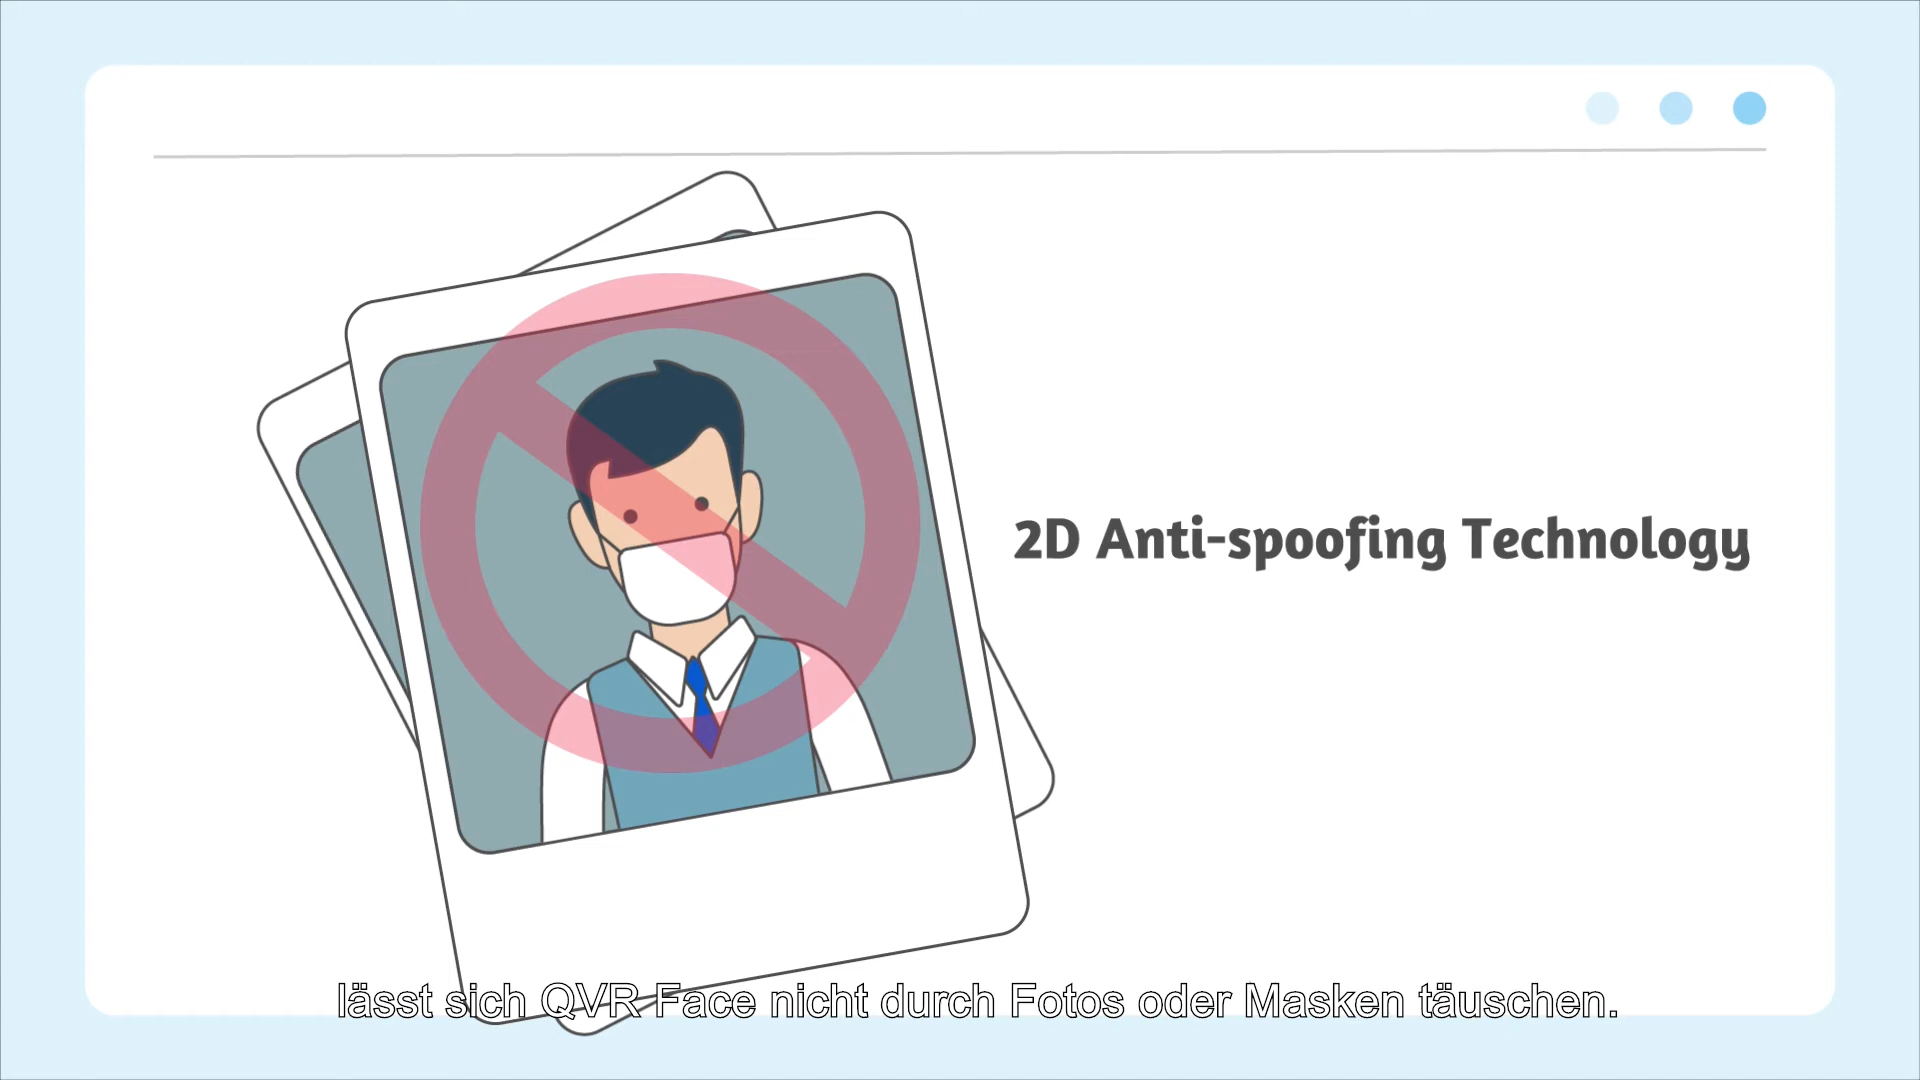 2D Anti-spoofing Technology
lässt sich QVR Face nicht durch Fotos oder Masken täuschen.